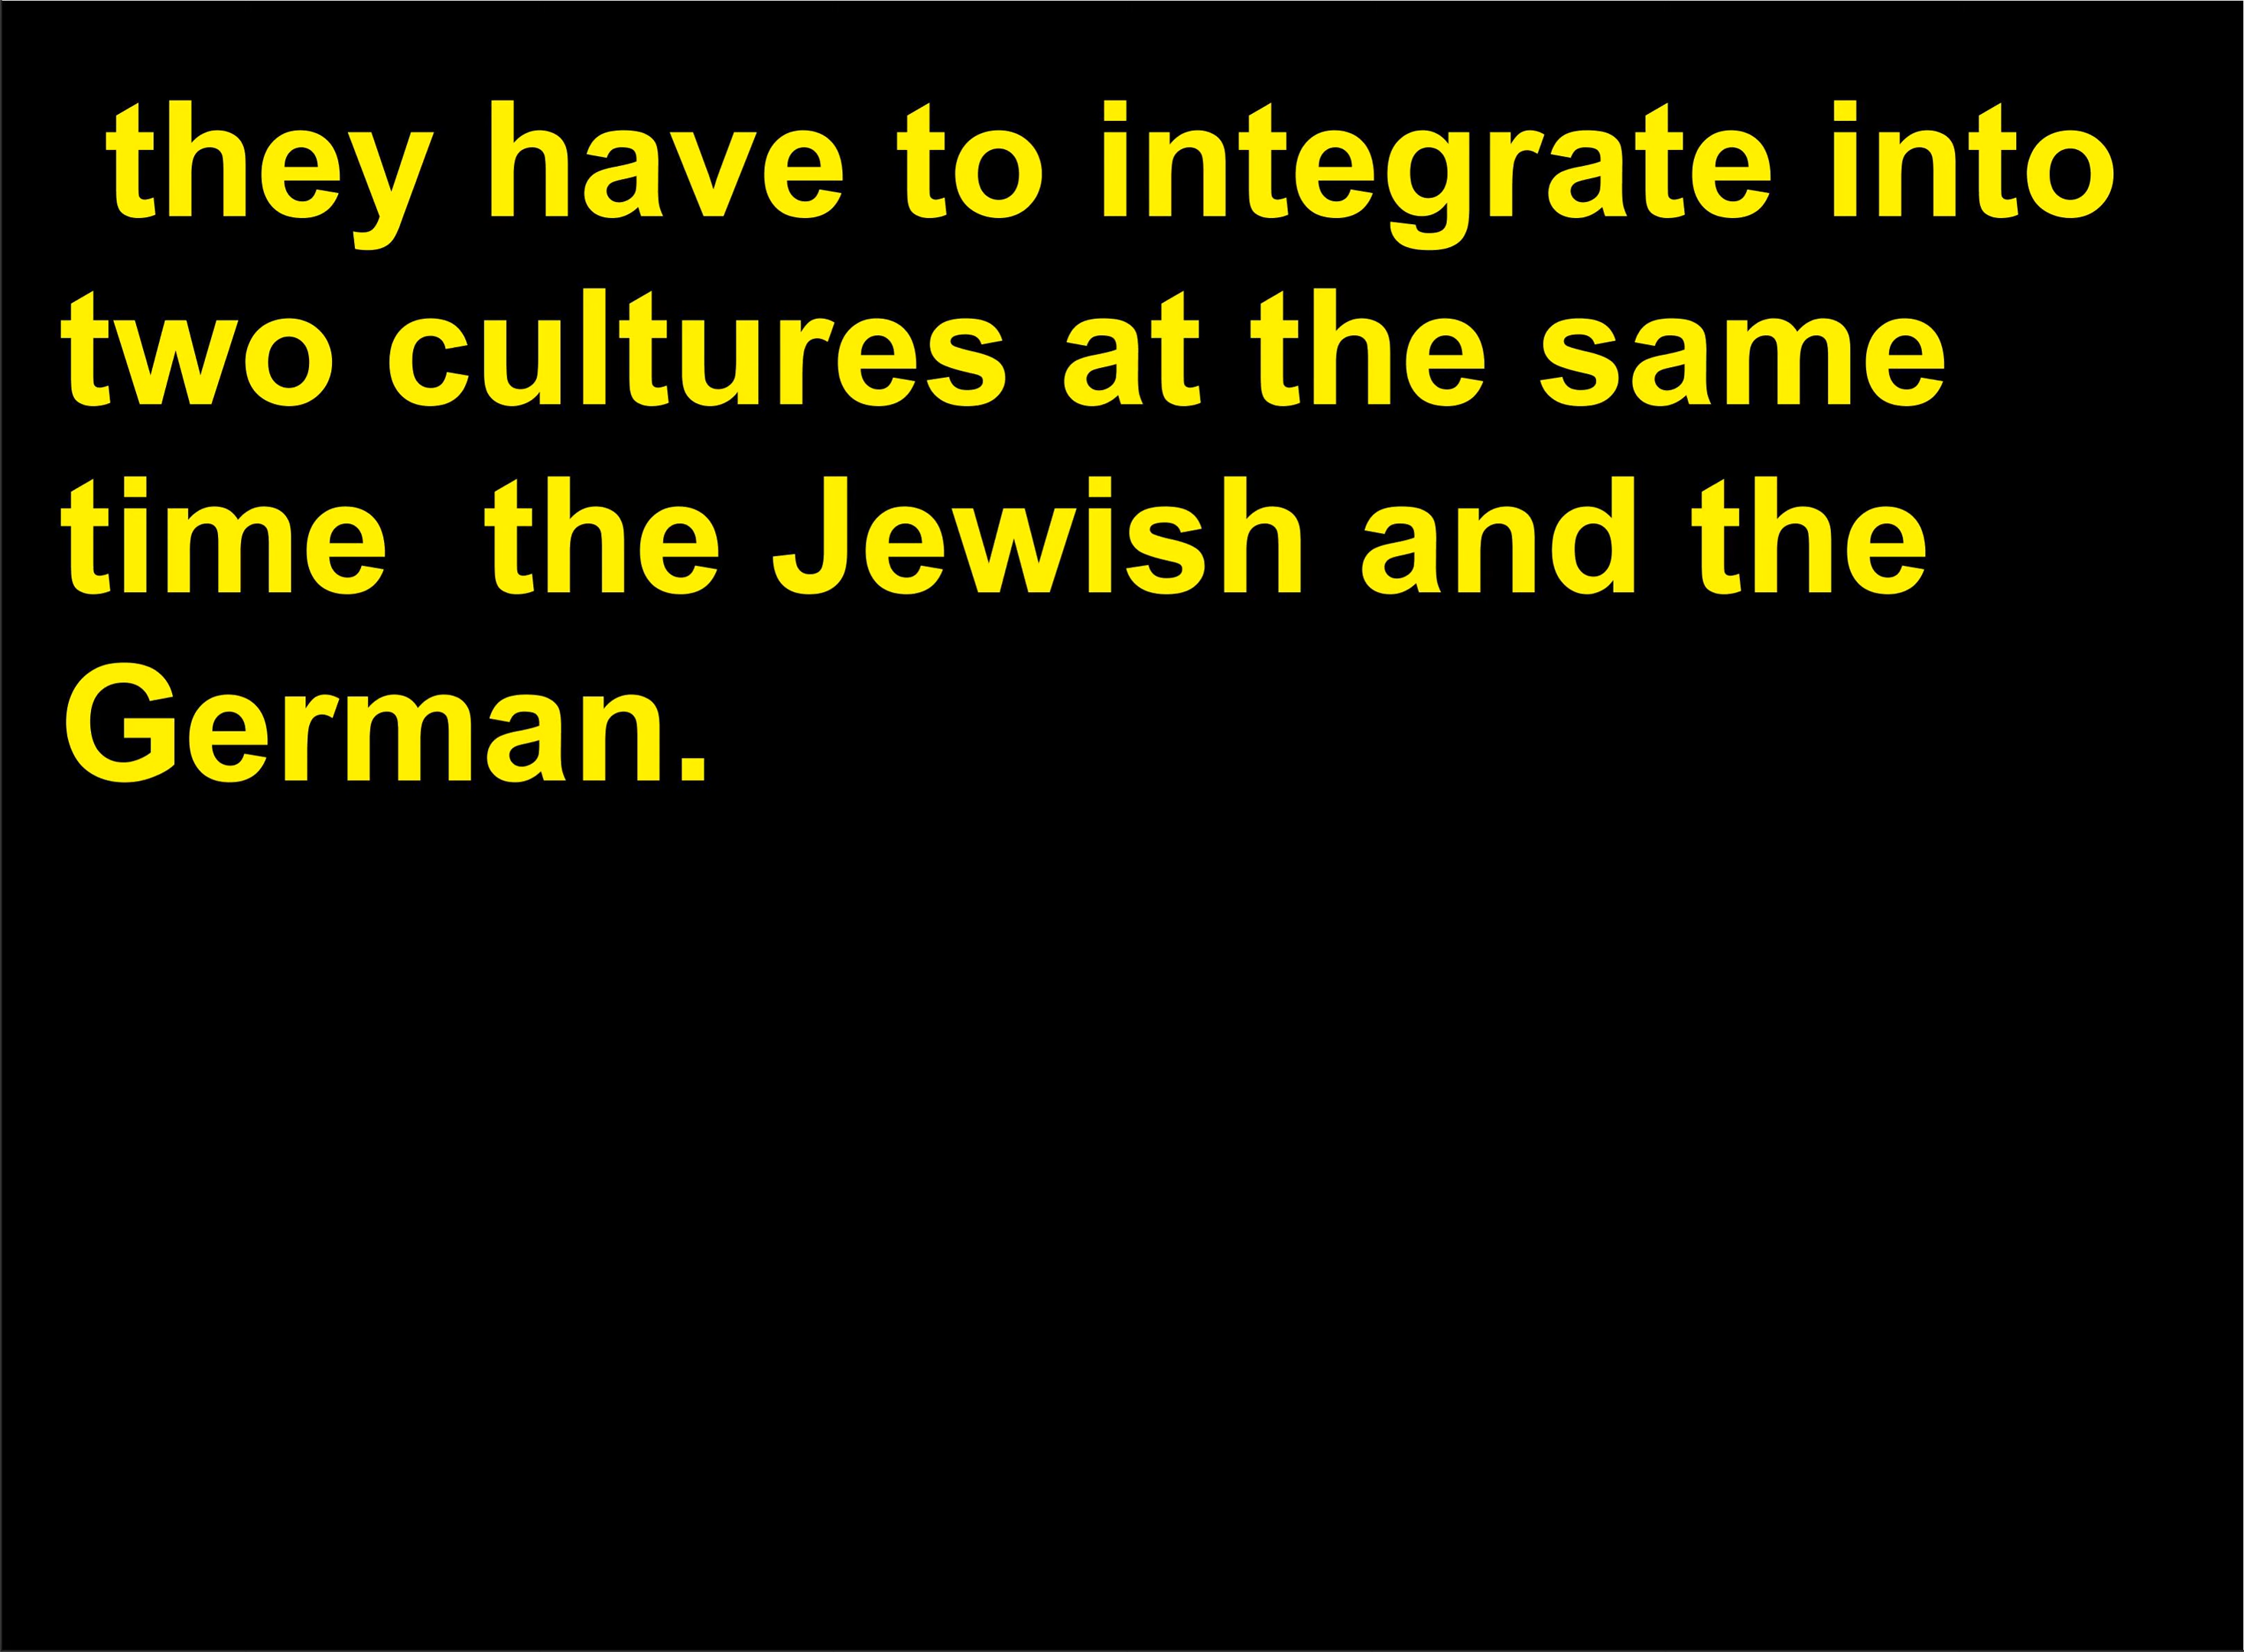 they have to integrate into
two cultures at the same
time   the Jewish and the
German.